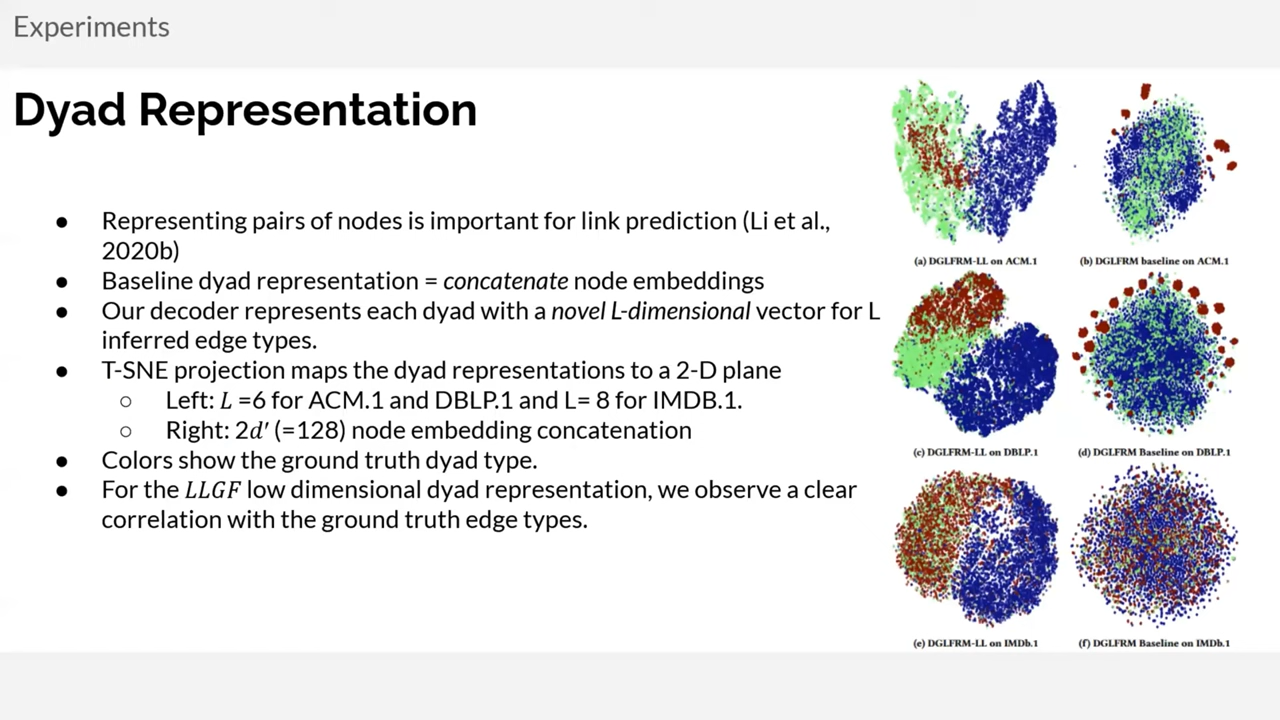 Experiments
Dyad Representation
● Representing pairs of nodes is important for link prediction (Li et al.,
2020b)
● Baseline dyad representation = concatenate node embeddings
● Our decoder represents each dyad with a novel L-dimensional vector for L
inferred edge types.
● T-SNE projection maps the dyad representations to a 2-D plane
○ Left: L =6 for ACM.1 and DBLP.1 and L= 8 for IMDB.1.
○ Right: 2d′ (=128) node embedding concatenation
● Colors show the ground truth dyad type.
● For the LLGF low dimensional dyad representation, we observe a clear
correlation with the ground truth edge types.
(a) DGLFRM-LL on ACM.1
(b) DGLFRM baseline on ACM.1
(c) DGLFRM-LL on DBLP.1
(d) DGLFRM Baseline on DBLP.1
(e) DGLFRM-LL on IMDb.1
(f) DGLFRM Baseline on IMDb.1